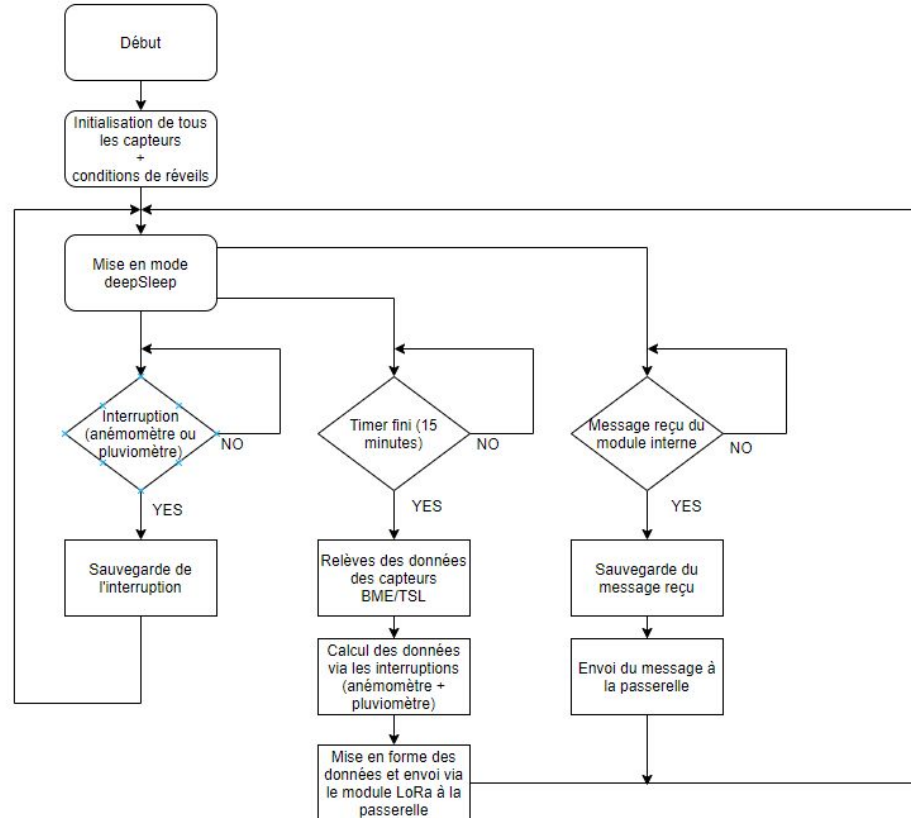 Début
Initialisation de tous
les capteurs
+
conditions de réveils
Mise en mode
deepSleep
Interruption
(anémomètre ou
pluviomètre)
NO
YES
Sauvegarde de
l'interruption
Timer fini (15
minutes)
NO
YES
Relèves des données
des capteurs
BME/TSL
Calcul des données
via les interruptions
(anémomètre +
pluviomètre)
Mise en forme des
données et envoi via
le module LoRa à la
passerelle
Message reçu du
module interne
NO
YES
Sauvegarde du
message reçu
Envoi du message à
la passerelle